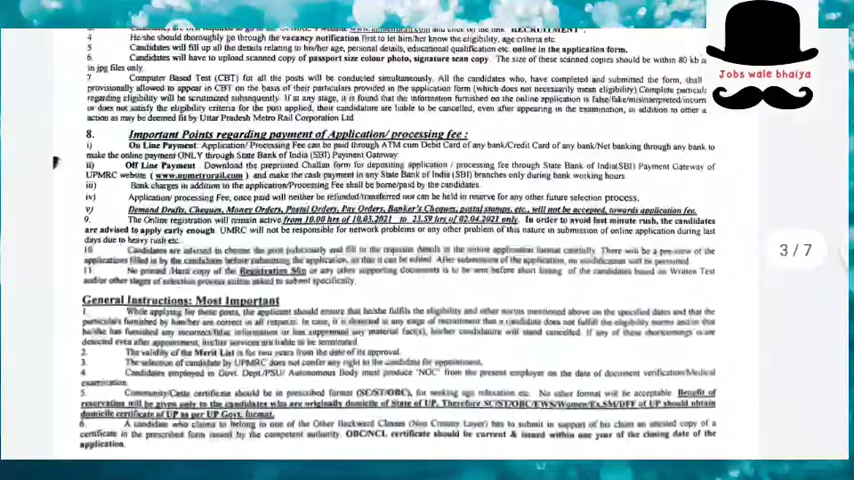 4 He/she should thoroughly go through the vacancy notification first to let him/her know the eligibility, age criteria etc
5 Candidates will fill up all the details relating to his/her age, personal details, educational qualification etc. online in the application form.
6. Candidates will have to upload scanned copy of passport size colour photo, signature scan copy. The size of these scanned copies should be within 80 kb
in jpg files only.
7. Computer Based Test (CBT) for all the posts will be conducted simultaneously. All the candidates who, have completed and submitted the form, shall
provisionally allowed to appear in CBT on the basis of their particulars provided in the application form (which does not necessarily mean eligibility) Complete
regarding eligibility will be scrutinized subsequently. If at any stage, it is found that the information furnished on the online application is false/fake/misinterpreted/
or does not satisfy the eligibility criteria for the post applied, their candidature are liable to be cancelled, even after appearing in the examination, in addition to other
action as may be deemed fit by Uttar Pradesh Metro Rail Corporation Ltd
8. Important Points regarding payment of Application/ processing fee :
i) On Line Payment: Application/ Processing Fee can be paid through ATM cum Debit Card of any bank/Credit Card of any bank/Net banking through any bank to
make the online payment ONLY through State Bank of India (SBI) Payment Gateway.
ii) Off Line Payment : Download the preprinted Challan form for depositing application / processing fee through State Bank of India(SBI) Payment Gateway of
UPMRC website ( www.upmetrorail.com ) and make the cash payment in any State Bank of India (SBI) branches only during bank working hours
iii) Bank charges in addition to the application/Processing Fee shall be borne/paid by the candidates.
iv) Application/ processing Fee, once paid will neither be refunded/transferred nor can be held in reserve for any other future selection process.
v) Demand Drafts, Cheques, Money Orders, Postal Orders, Pay Orders, Banker's Cheques, postal stamps, etc., will not be accepted, towards application fee.
9. The Online registration will remain active from 10.00 hrs of 10.03.2021 to 23.59 hrs of 02.04.2021 only. In order to avoid last minute rush, the candidates
are advised to apply early enough. UMRC will not be responsible for network problems or any other problem of this nature in submission of online application during last
days due to heavy rush etc.
10 Candidates are advised to choose the post judiciously and fill in the requisite details in the online application form carefully. There will be a pre-view of the
applications filled in by the candidate before submitting the application, so that it can be edited. After submission of the application, no modification will be permitted.
11. No printed /Hard copy of the Registration Slip or any other supporting documents is to be sent before short listing of the candidates based on Written Test
and/or other stages of selection process unless asked to submit specifically.
General Instructions: Most Important
1. While applying for these posts, the applicant should ensure that he/she fulfils the eligibility and other norms mentioned above on the specified dates and that the
particulars furnished by him/her are correct in all respects. In case, it is detected at any stage of recruitment that a candidate does not fulfill the eligibility norms and/or that
he/she has furnished any incorrect/false information or has suppressed any material fact(s), his/her candidature will stand cancelled. If any of these shortcomings are
detected even after appointment, his/her services are liable to be terminated
2. The validity of the Merit List is for two years from the date of its approval.
3. The selection of candidate by UPMRC does not confer any right to the candidate for appointment.
4. Candidates employed in Govt. Dept./PSU/ Autonomous Body must produce "NOC" from the present employer on the date of document verification/Medical
examination.
5. Community/Caste certificate should be in prescribed format (SC/ST/OBC), for seeking age relaxation etc. No other format will be acceptable. Benefit of
reservation will be given only to the candidates who are originally domicile of State of UP. Therefore SC/ST/OBC/EWS/Women/Ex.SM/DFF of UP should obtain
domicile certificate of UP as per UP Govt. format.
6. A candidate who claims to belong to one of the Other Backward Classes (Non Creamy Layer) has to submit in support of his claim an attested copy of a
certificate in the prescribed form issued by the competent authority. OBC/NCL certificate should be current & issued within one year of the closing date of the
application.
3 / 7
Jobs wale bhaiya